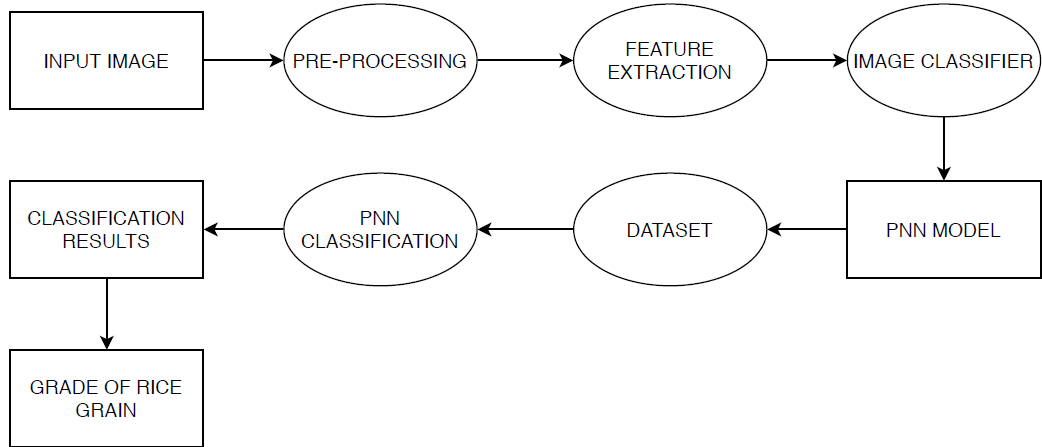 INPUT IMAGE
PRE-PROCESSING
FEATURE
EXTRACTION
IMAGE CLASSIFIER
PNN MODEL
DATASET
PNN
CLASSIFICATION
CLASSIFICATION
RESULTS
GRADE OF RICE
GRAIN